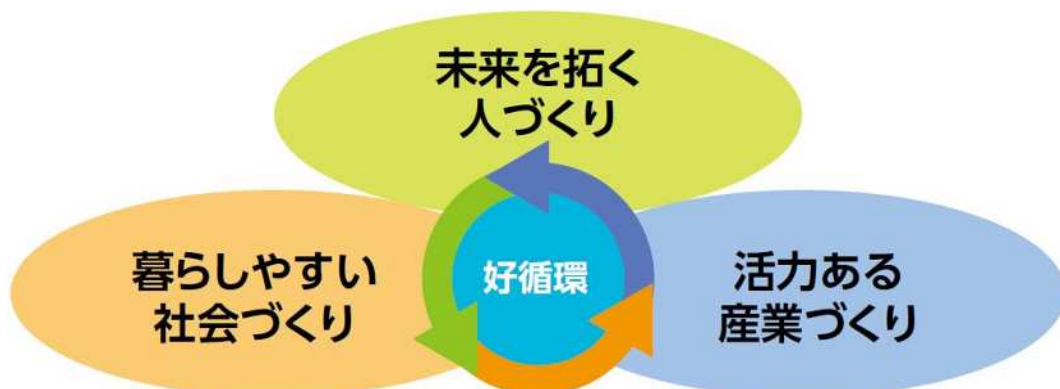 未来を拓く
人づくり
暮らしやすい
社会づくり
好循環
活力ある
産業づくり